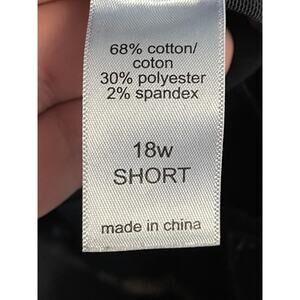 68% cotton/
coton
30% polyester
2% spandex
18w
SHORT
made in china